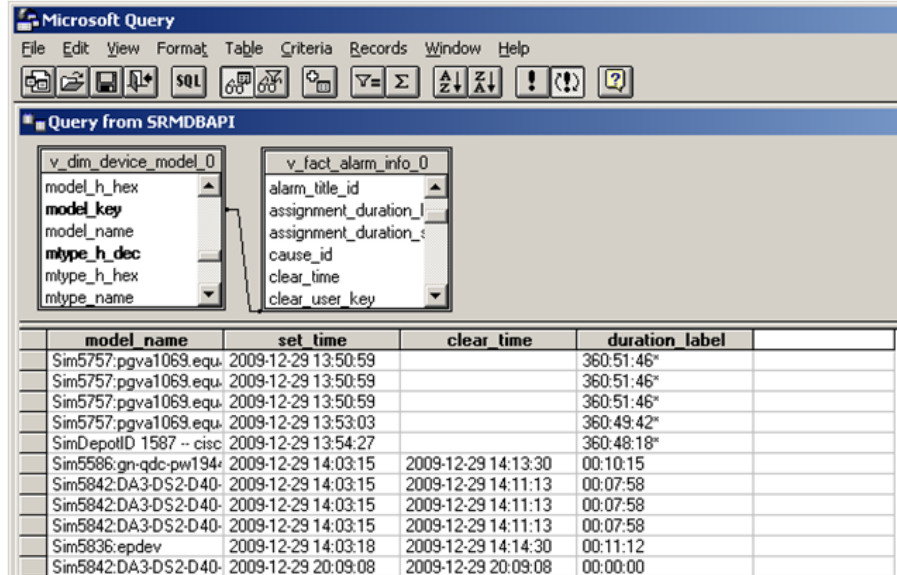 Microsoft Query
File Edit View Format Table Criteria Records Window Help
SQL
Query from SRMDBAPI
v_dim_device_model_0
model_h_hex
model_key
model_name
mtype_h_dec
mtype_h_hex
mtype_name
v_fact_alarm_info_0
alarm_title_id
assignment_duration_l
assignment_duration_s
cause_id
clear_time
clear_user_key
model_name set_time clear_time duration_label
Sim5757:pgva1069.equ 2009-12-29 13:50:59 360:51:46*
Sim5757:pgva1069.equ 2009-12-29 13:50:59 360:51:46*
Sim5757:pgva1069.equ 2009-12-29 13:50:59 360:51:46*
Sim5757:pgva1069.equ 2009-12-29 13:53:03 360:49:42*
SimDepotID 1587 -- cisc 2009-12-29 13:54:27 360:48:18*
Sim5586:gn-qdc-pw194 2009-12-29 14:03:15 2009-12-29 14:13:30 00:10:15
Sim5842:DA3-DS2-D40- 2009-12-29 14:03:15 2009-12-29 14:11:13 00:07:58
Sim5842:DA3-DS2-D40- 2009-12-29 14:03:15 2009-12-29 14:11:13 00:07:58
Sim5842:DA3-DS2-D40- 2009-12-29 14:03:15 2009-12-29 14:11:13 00:07:58
Sim5836:epdev 2009-12-29 14:03:18 2009-12-29 14:14:30 00:11:12
Sim5842:DA3-DS2-D40- 2009-12-29 20:09:08 2009-12-29 20:09:08 00:00:00